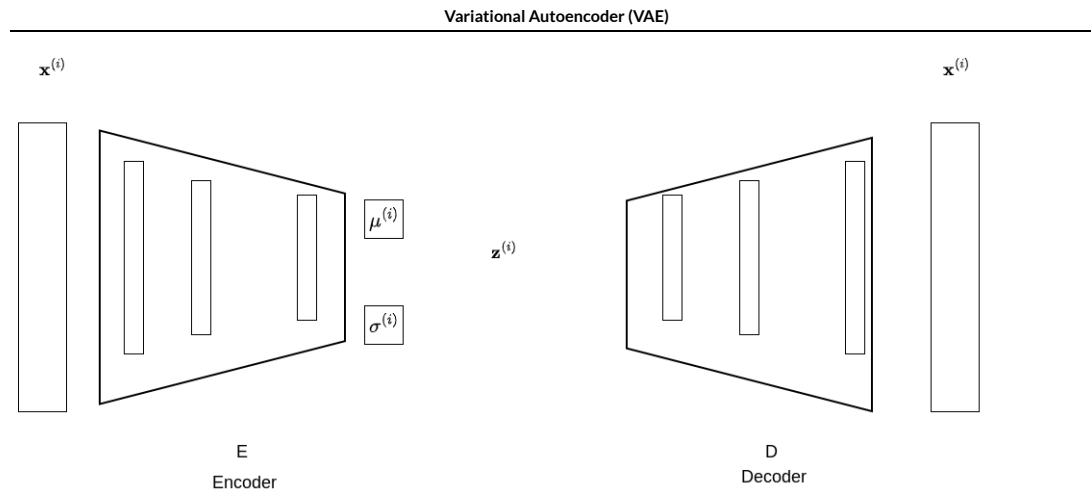 Variational Autoencoder (VAE)
x⁽ⁱ⁾
x⁽ⁱ⁾
μ⁽ⁱ⁾
z⁽ⁱ⁾
σ⁽ⁱ⁾
E
Encoder
D
Decoder